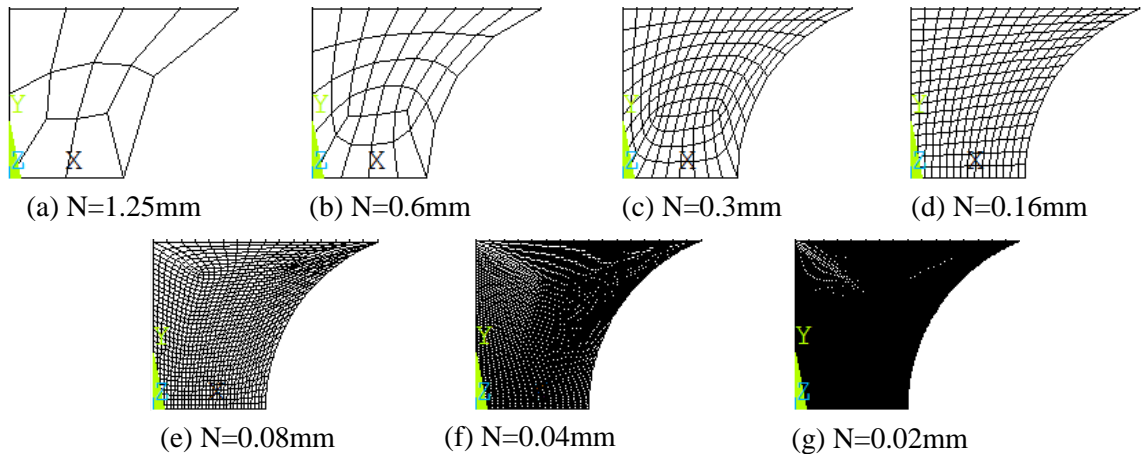 Y Y Y Y
Z X Z X Z X Z X
(a) N=1.25mm (b) N=0.6mm (c) N=0.3mm (d) N=0.16mm
Y Y Y
Z X Z Z
(e) N=0.08mm (f) N=0.04mm (g) N=0.02mm